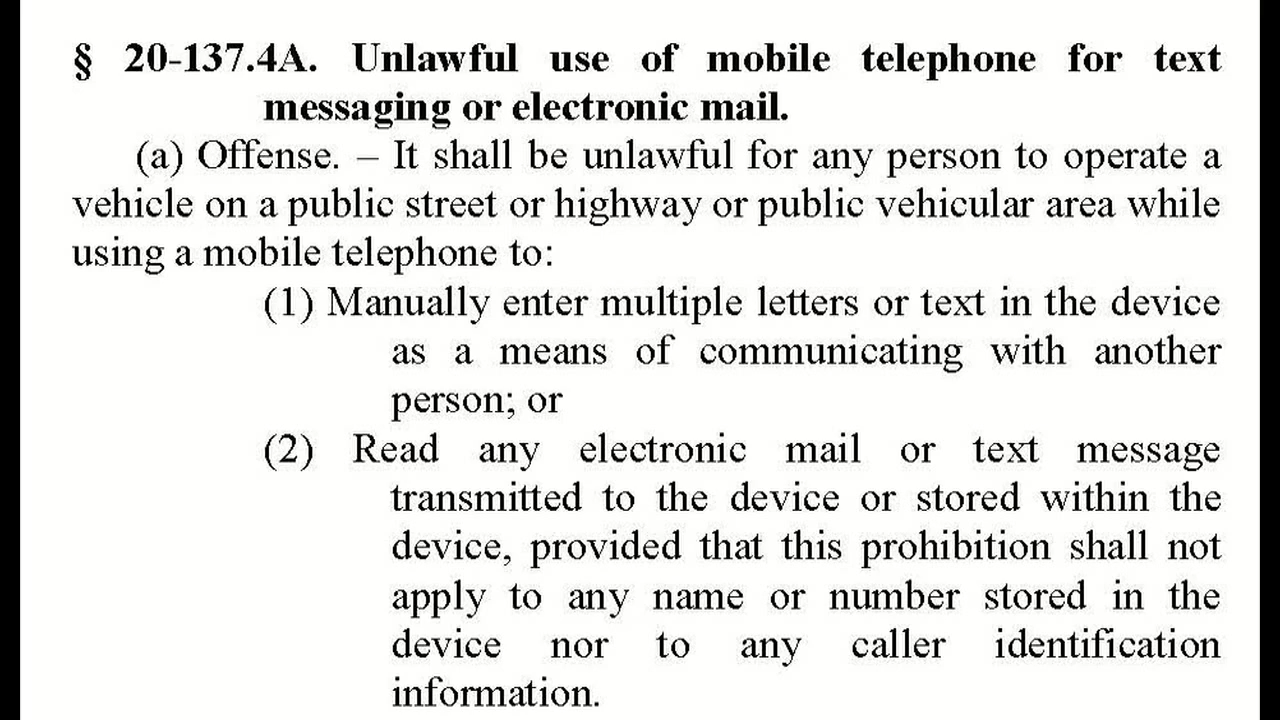 § 20-137.4A. Unlawful use of mobile telephone for text
messaging or electronic mail.
(a) Offense. – It shall be unlawful for any person to operate a
vehicle on a public street or highway or public vehicular area while
using a mobile telephone to:
(1) Manually enter multiple letters or text in the device
as a means of communicating with another
person; or
(2) Read any electronic mail or text message
transmitted to the device or stored within the
device, provided that this prohibition shall not
apply to any name or number stored in the
device nor to any caller identification
information.